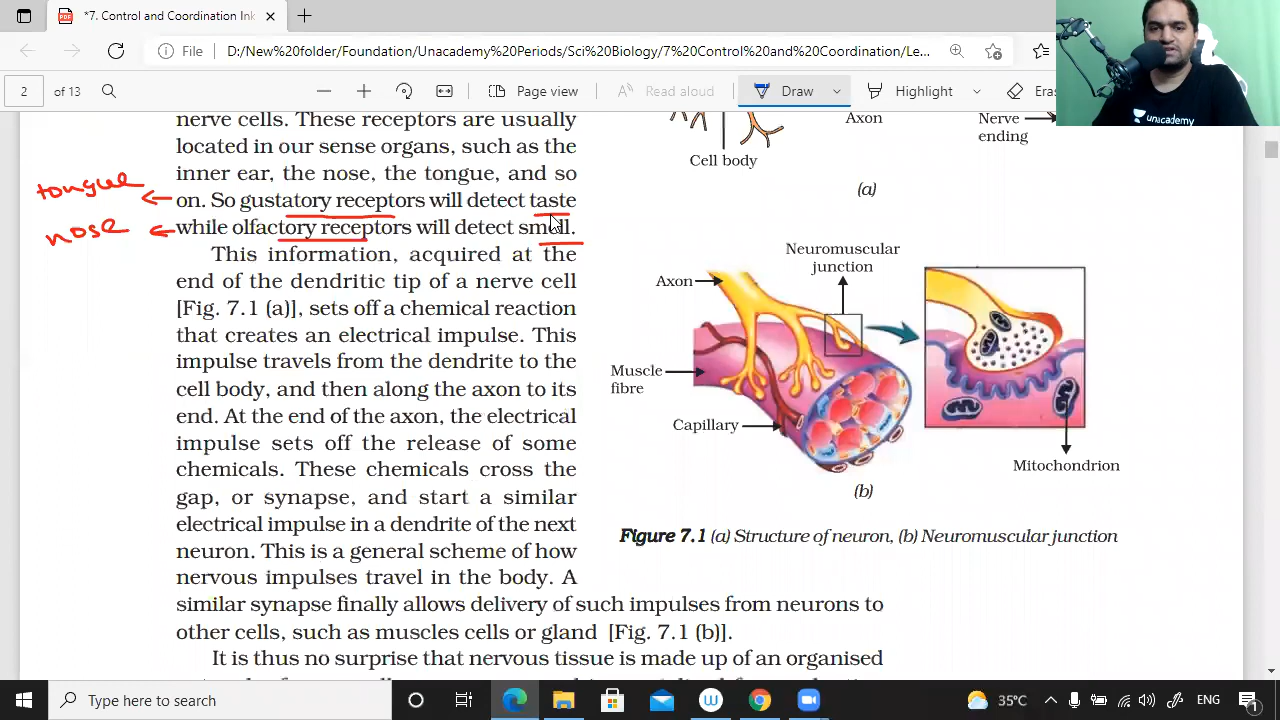 *7. Control and Coordination Ink
File
D:/New%20folder/Foundation/Unacademy%20Periods/Sci%20Biology/7%20Control%20and%20Coordination/Le...
2 of 13
Page view
Read aloud
Draw
Highlight
Eras
unacademy
nerve cells. These receptors are usually
located in our sense organs, such as the
inner ear, the nose, the tongue, and so
on. So gustatory receptors will detect taste
while olfactory receptors will detect smell.
tongue
nose
This information, acquired at the
end of the dendritic tip of a nerve cell
[Fig. 7.1 (a)], sets off a chemical reaction
that creates an electrical impulse. This
impulse travels from the dendrite to the
cell body, and then along the axon to its
end. At the end of the axon, the electrical
impulse sets off the release of some
chemicals. These chemicals cross the
gap, or synapse, and start a similar
electrical impulse in a dendrite of the next
neuron. This is a general scheme of how
nervous impulses travel in the body. A
similar synapse finally allows delivery of such impulses from neurons to
other cells, such as muscles cells or gland [Fig. 7.1 (b)].
It is thus no surprise that nervous tissue is made up of an organised
Axon
Nerve
ending
Cell body
(a)
Neuromuscular
junction
Axon
Muscle
fibre
Capillary
Mitochondrion
(b)
Figure 7.1 (a) Structure of neuron, (b) Neuromuscular junction
Type here to search
35°C
ENG
1